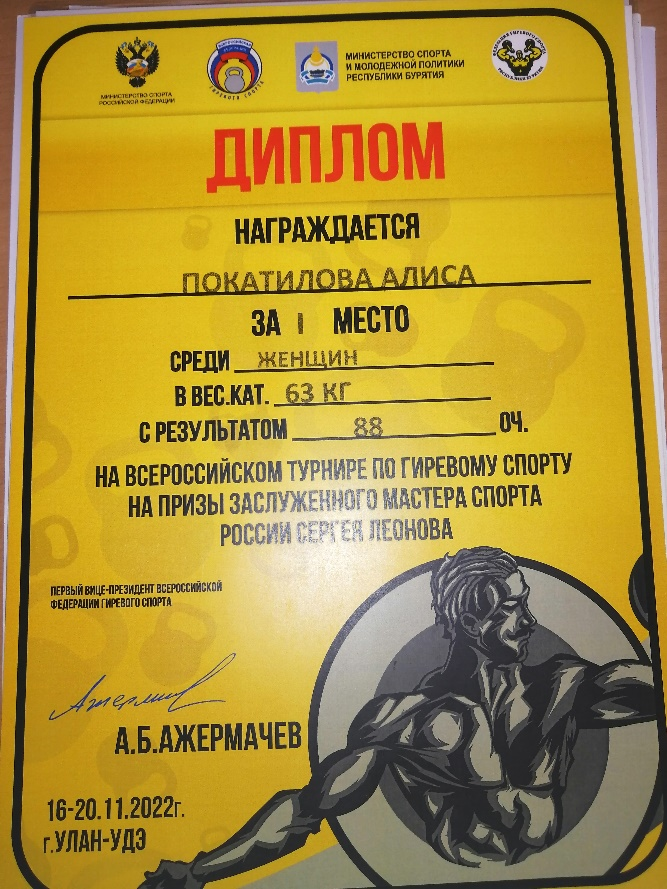 МИНИСТЕРСТВО СПОРТА
РОССИЙСКОЙ ФЕДЕРАЦИИ
ГИРЕВОГО СПОРТА
МИНИСТЕРСТВО СПОРТА
И МОЛОДЕЖНОЙ ПОЛИТИКИ
РЕСПУБЛИКИ БУРЯТИЯ
ДИПЛОМ
НАГРАЖДАЕТСЯ
ПОКАТИЛОВА АЛИСА
ЗА I МЕСТО
СРЕДИ ЖЕНЩИН
В ВЕС.КАТ. 63 КГ
С РЕЗУЛЬТАТОМ 88 ОЧ.
НА ВСЕРОССИЙСКОМ ТУРНИРЕ ПО ГИРЕВОМУ СПОРТУ
НА ПРИЗЫ ЗАСЛУЖЕННОГО МАСТЕРА СПОРТА
РОССИИ СЕРГЕЯ ЛЕОНОВА
ПЕРВЫЙ ВИЦЕ-ПРЕЗИДЕНТ ВСЕРОССИЙСКОЙ
ФЕДЕРАЦИИ ГИРЕВОГО СПОРТА
А.Б.АЖЕРМАЧЕВ
16-20.11.2022г.
г.УЛАН-УДЭ